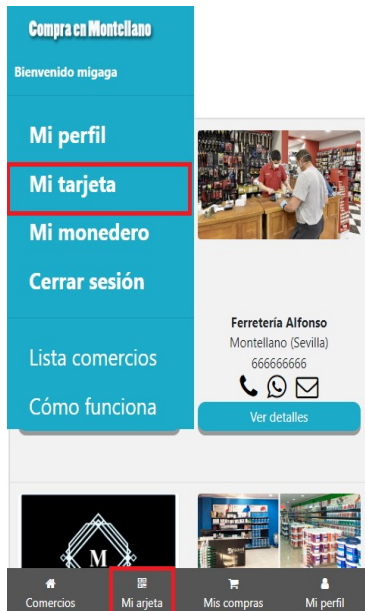 Compra en Montellano
Bienvenido migaga
Mi perfil
Mi tarjeta
Mi monedero
Cerrar sesión
Lista comercios
Cómo funciona
Ferretería Alfonso
Montellano (Sevilla)
666666666
Ver detalles
M
Comercios
Mi arjeta
Mis compras
Mi perfil